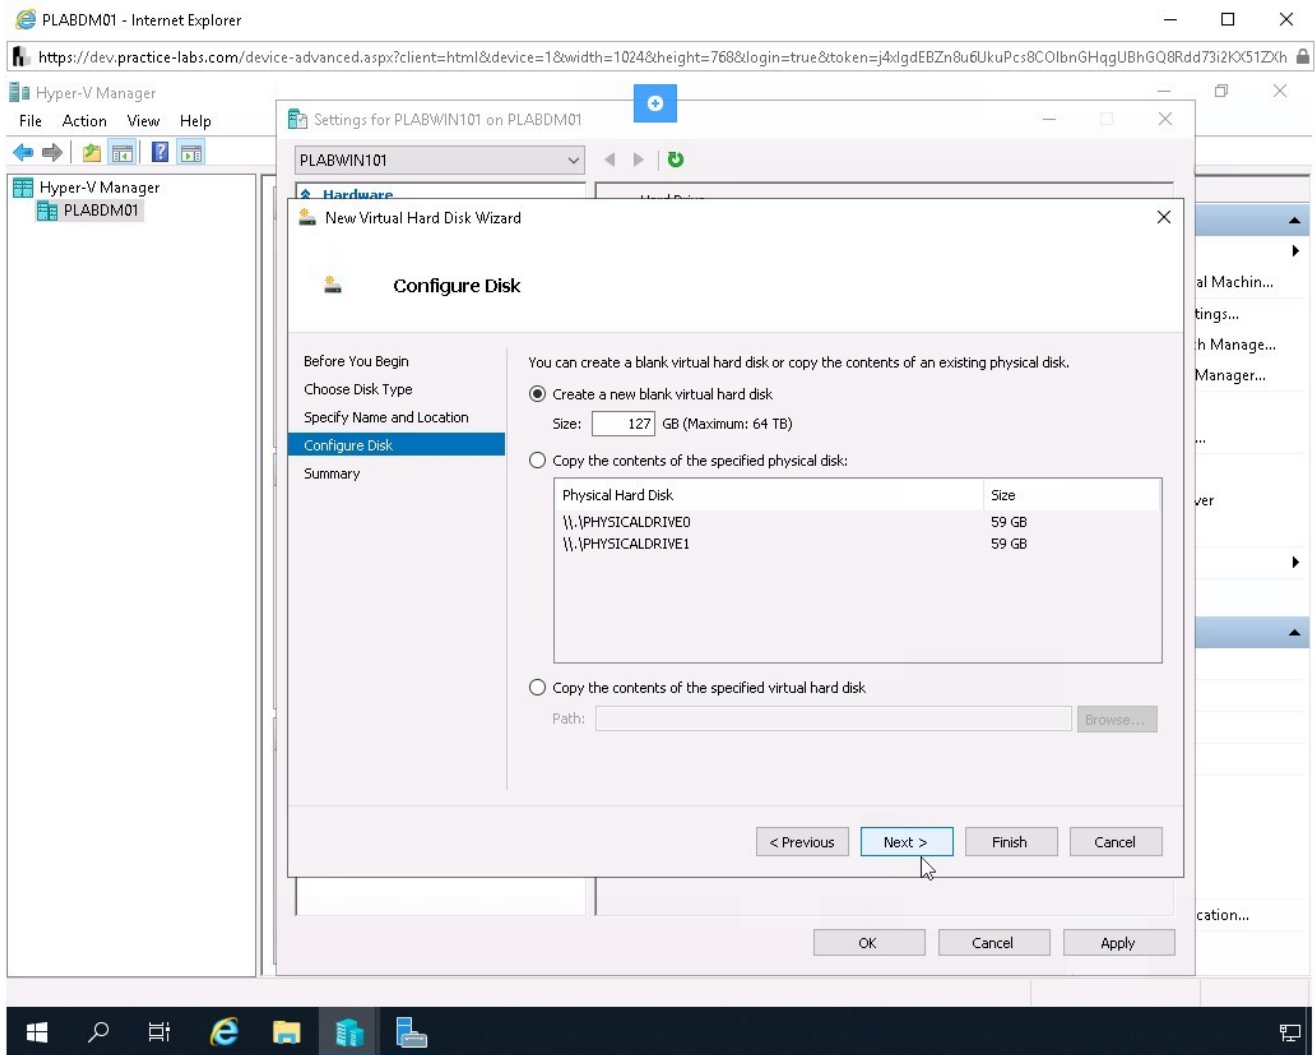 PLABDM01 - Internet Explorer
https://dev.practice-labs.com/device-advanced.aspx?client=html&device=1&width=1024&height=768&login=true&token=j4xlgdEBZn8u6UkuPcs8COIbnGHqgUBhGQ8Rdd73i2KX51ZXh
Hyper-V Manager
File Action View Help
Settings for PLABWIN101 on PLABDM01
PLABWIN101
Hyper-V Manager
PLABDM01
Hardware
New Virtual Hard Disk Wizard
Configure Disk
Before You Begin
Choose Disk Type
Specify Name and Location
Configure Disk
Summary
You can create a blank virtual hard disk or copy the contents of an existing physical disk.
Create a new blank virtual hard disk
Size: 127 GB (Maximum: 64 TB)
Copy the contents of the specified physical disk:
Physical Hard Disk Size
\\.\PHYSICALDRIVE0 59 GB
\\.\PHYSICALDRIVE1 59 GB
Copy the contents of the specified virtual hard disk
Path: Browse...
< Previous Next > Finish Cancel
OK Cancel Apply
al Machin...
tings...
h Manage...
Manager...
...
ver
cation...